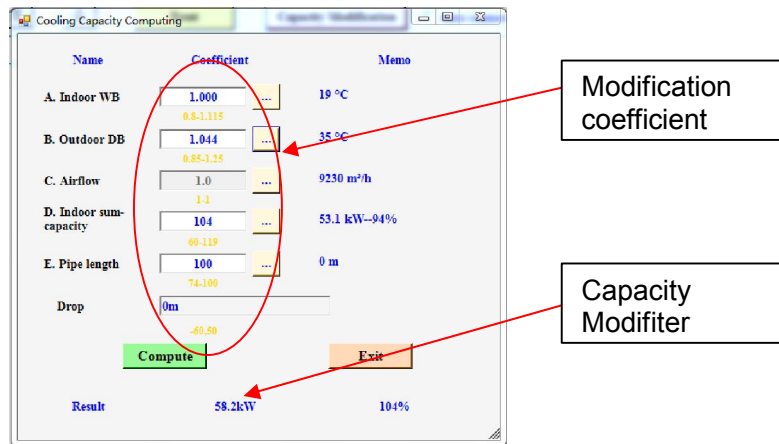 Cooling Capacity Computing
Name Coefficient Memo
A. Indoor WB 1.000 ... 19 °C
0.8-1.115
B. Outdoor DB 1.044 ... 35 °C
0.85-1.25
C. Airflow 1.0 ... 9230 m³/h
1-1
D. Indoor sum-
capacity 104 ... 53.1 kW--94%
60-119
E. Pipe length 100 ... 0 m
74-100
Drop 0m
-60,50
Compute Exit
Result 58.2kW 104%
Modification
coefficient
Capacity
Modifiter